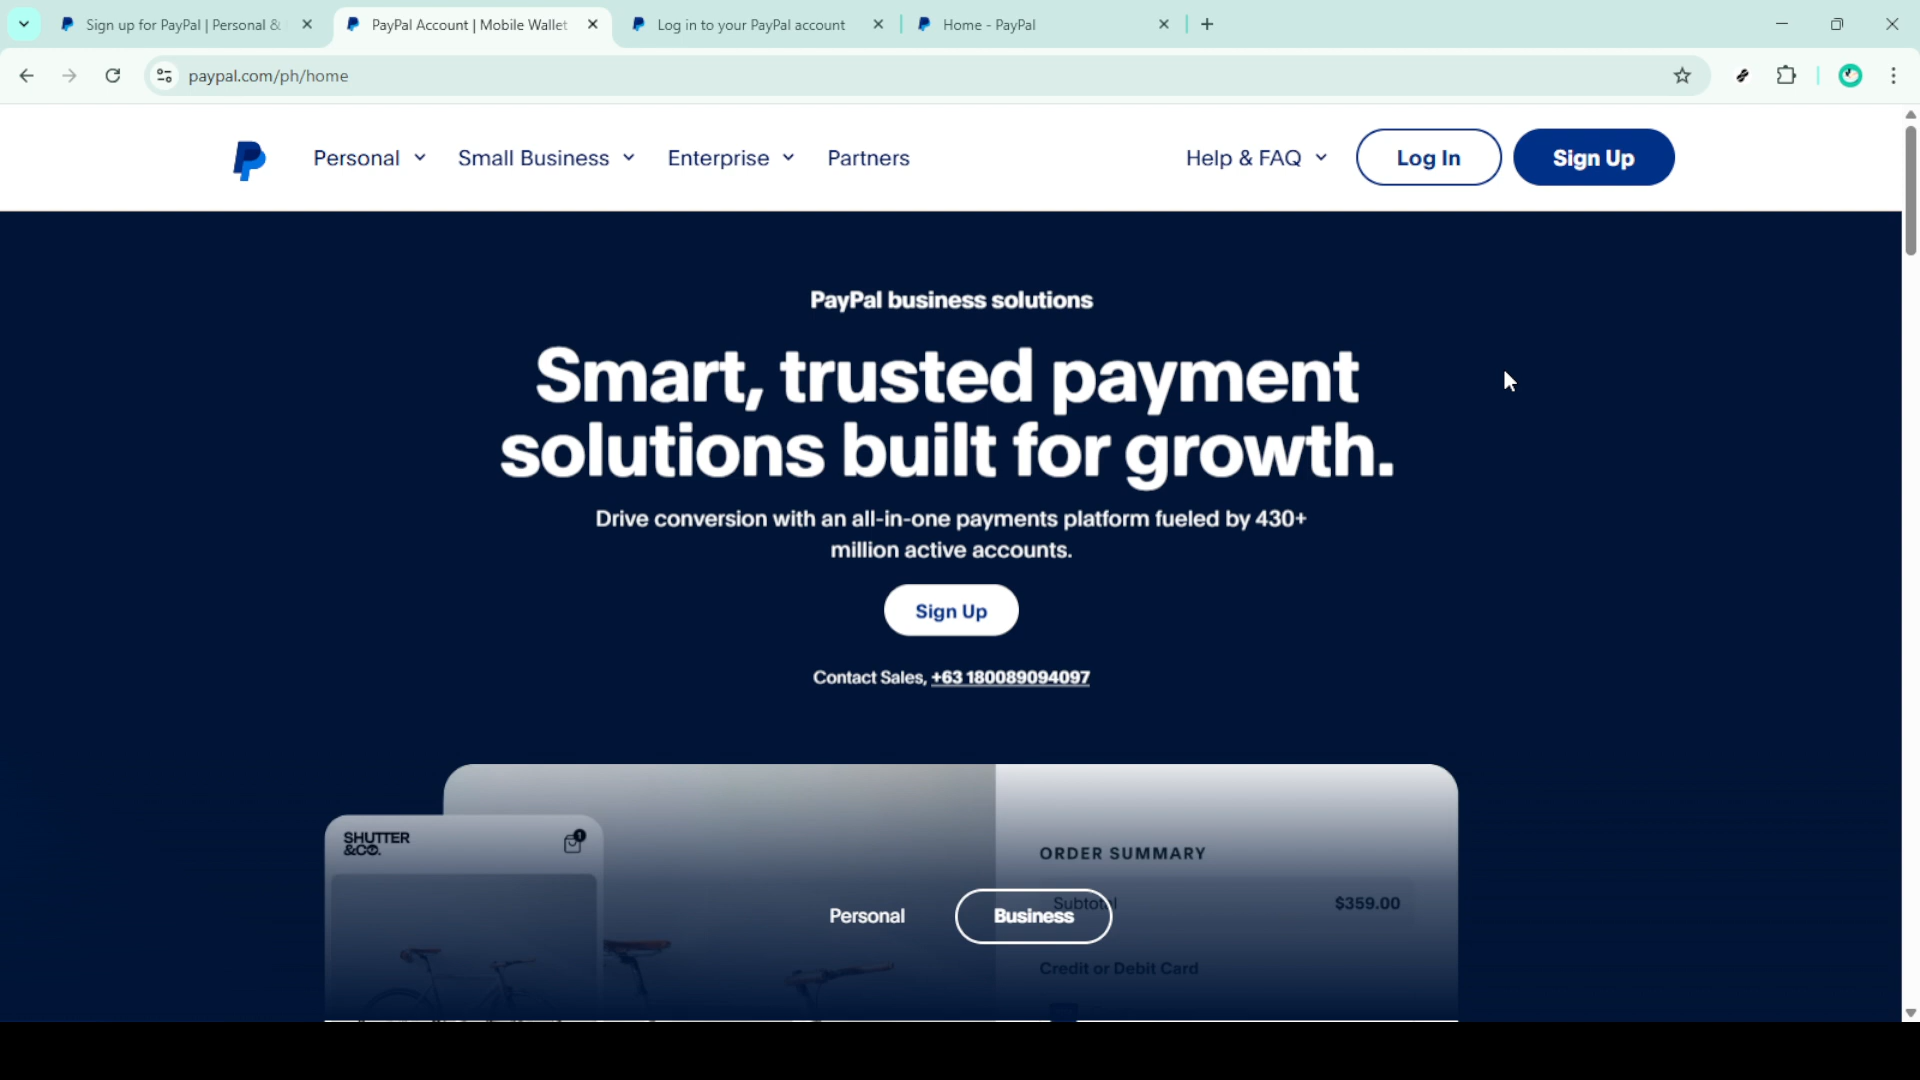 Sign up for PayPal | Personal &
PayPal Account | Mobile Wallet
Log in to your PayPal account
Home - PayPal
paypal.com/ph/home
Personal
Small Business
Enterprise
Partners
Help & FAQ
Log In
Sign Up
PayPal business solutions
Smart, trusted payment
solutions built for growth.
Drive conversion with an all-in-one payments platform fueled by 430+
million active accounts.
Sign Up
Contact Sales, +63 180089094097
SHUTTER
&CO.
1
ORDER SUMMARY
Subtotal
$359.00
Personal
Business
Credit or Debit Card